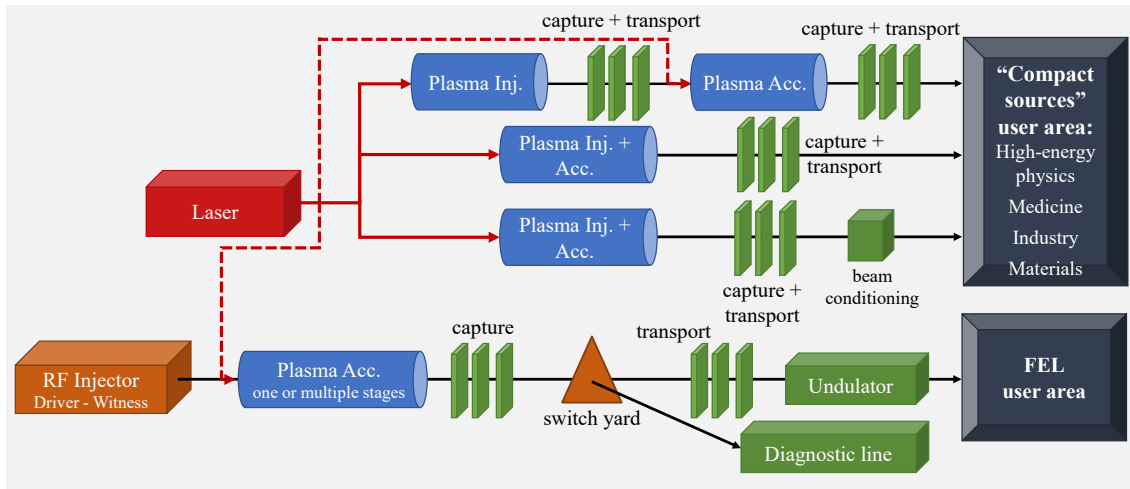 capture + transport
capture + transport
Plasma Inj.
Plasma Acc.
“Compact
sources”
user area:
High-energy
physics
Medicine
Industry
Materials
Plasma Inj. +
Acc.
capture +
transport
Laser
Plasma Inj. +
Acc.
beam
conditioning
capture +
transport
RF Injector
Driver - Witness
Plasma Acc.
one or multiple stages
capture
switch yard
transport
Undulator
FEL
user area
Diagnostic line